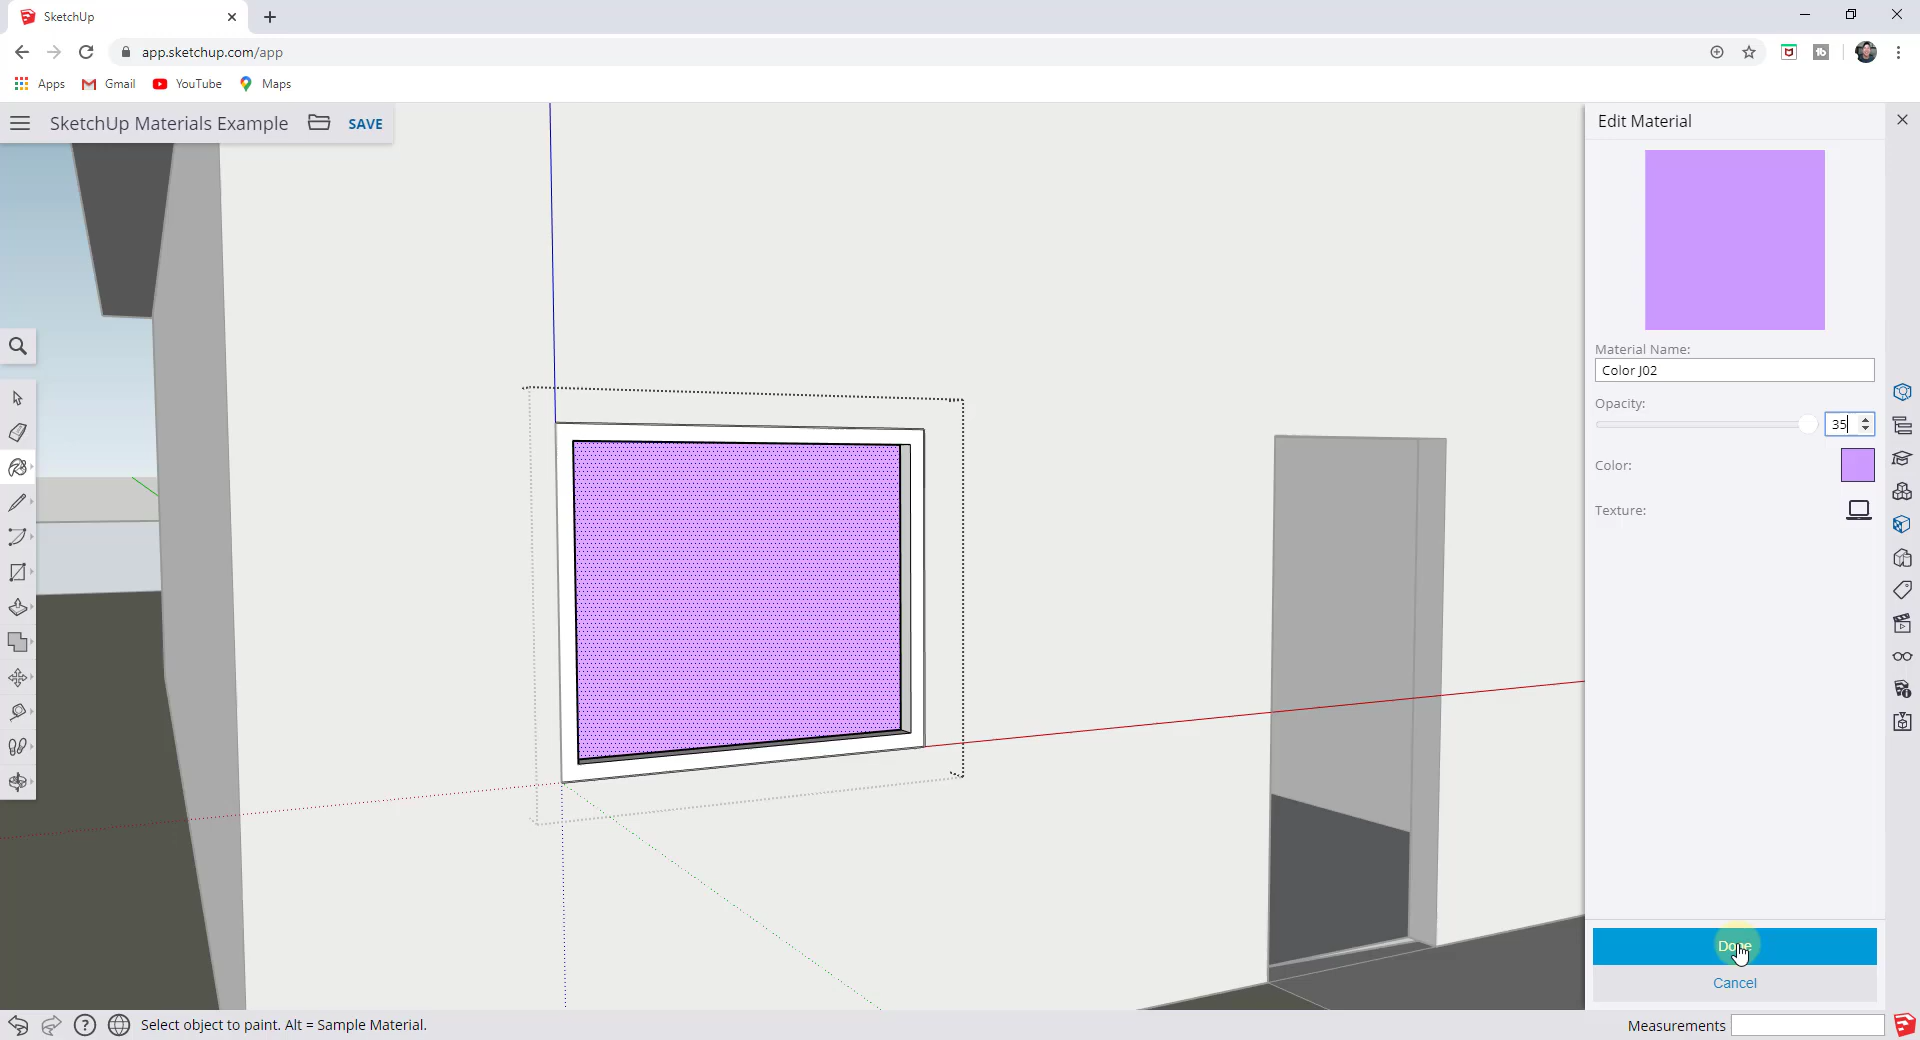 SketchUp
app.sketchup.com/app
Apps
Gmail
YouTube
Maps
SketchUp Materials Example
SAVE
Edit Material
Material Name:
Color J02
Opacity:
35
Color:
Texture:
Done
Cancel
Select object to paint. Alt = Sample Material.
Measurements